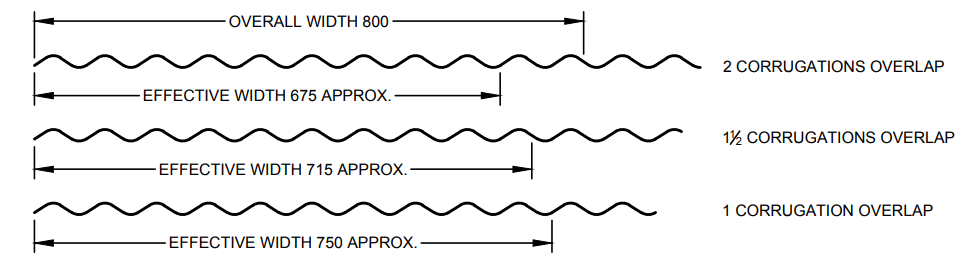 OVERALL WIDTH 800
2 CORRUGATIONS OVERLAP
EFFECTIVE WIDTH 675 APPROX.
1½ CORRUGATIONS OVERLAP
EFFECTIVE WIDTH 715 APPROX.
1 CORRUGATION OVERLAP
EFFECTIVE WIDTH 750 APPROX.